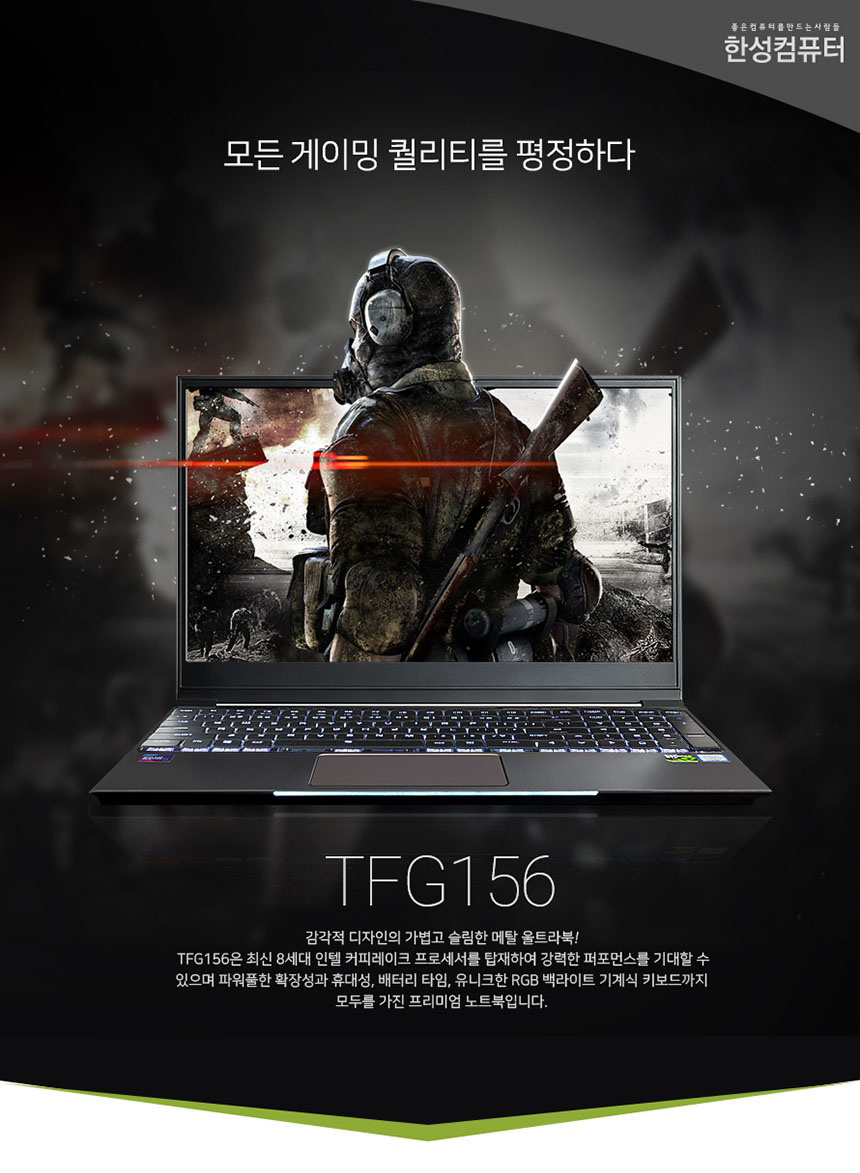 좋은컴퓨터를만드는사람들
한성컴퓨터
모든 게이밍 퀄리티를 평정하다
TFG156
감각적 디자인의 가볍고 슬림한 메탈 울트라북!
TFG156은 최신 8세대 인텔 커피레이크 프로세서를 탑재하여 강력한 퍼포먼스를 기대할 수
있으며 파워풀한 확장성과 휴대성, 배터리 타임, 유니크한 RGB 백라이트 기계식 키보드까지
모두를 가진 프리미엄 노트북입니다.